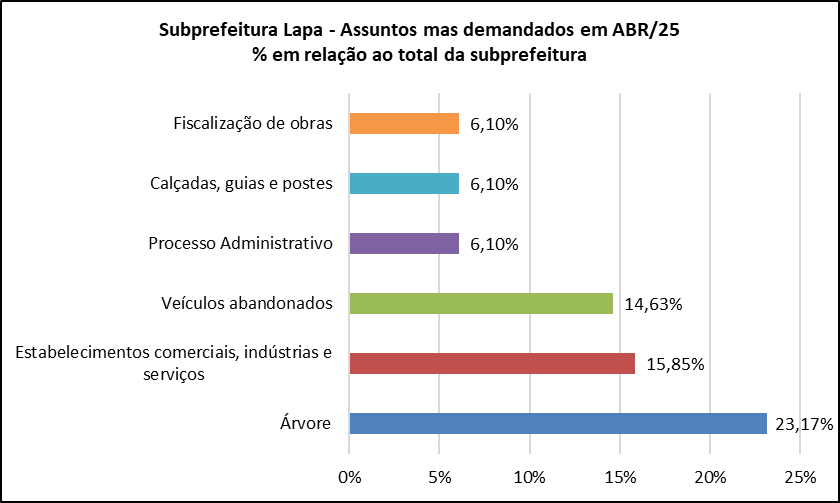 Subprefeitura Lapa - Assuntos mas demandados em ABR/25
% em relação ao total da subprefeitura
Fiscalização de obras
6,10%
Calçadas, guias e postes
6,10%
Processo Administrativo
6,10%
Veículos abandonados
14,63%
Estabelecimentos comerciais, indústrias e
serviços
15,85%
Árvore
23,17%
0%
5%
10%
15%
20%
25%